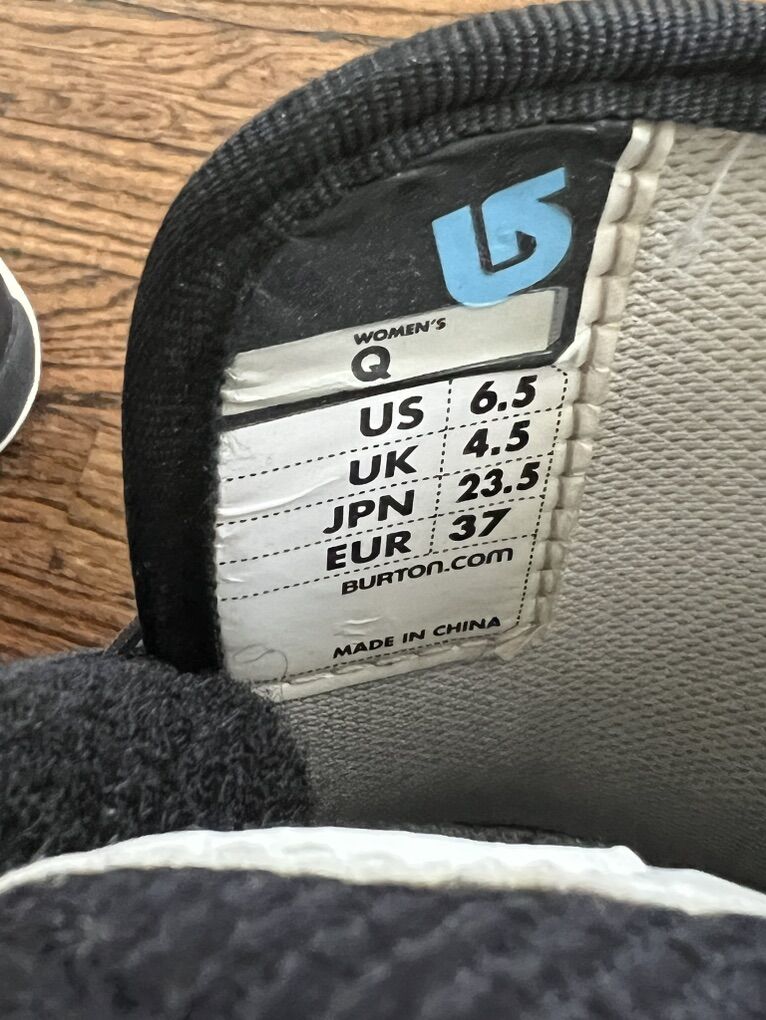 WOMEN'S
Q
US 6.5
UK 4.5
JPN 23.5
EUR 37
BURTON.COM
MADE IN CHINA